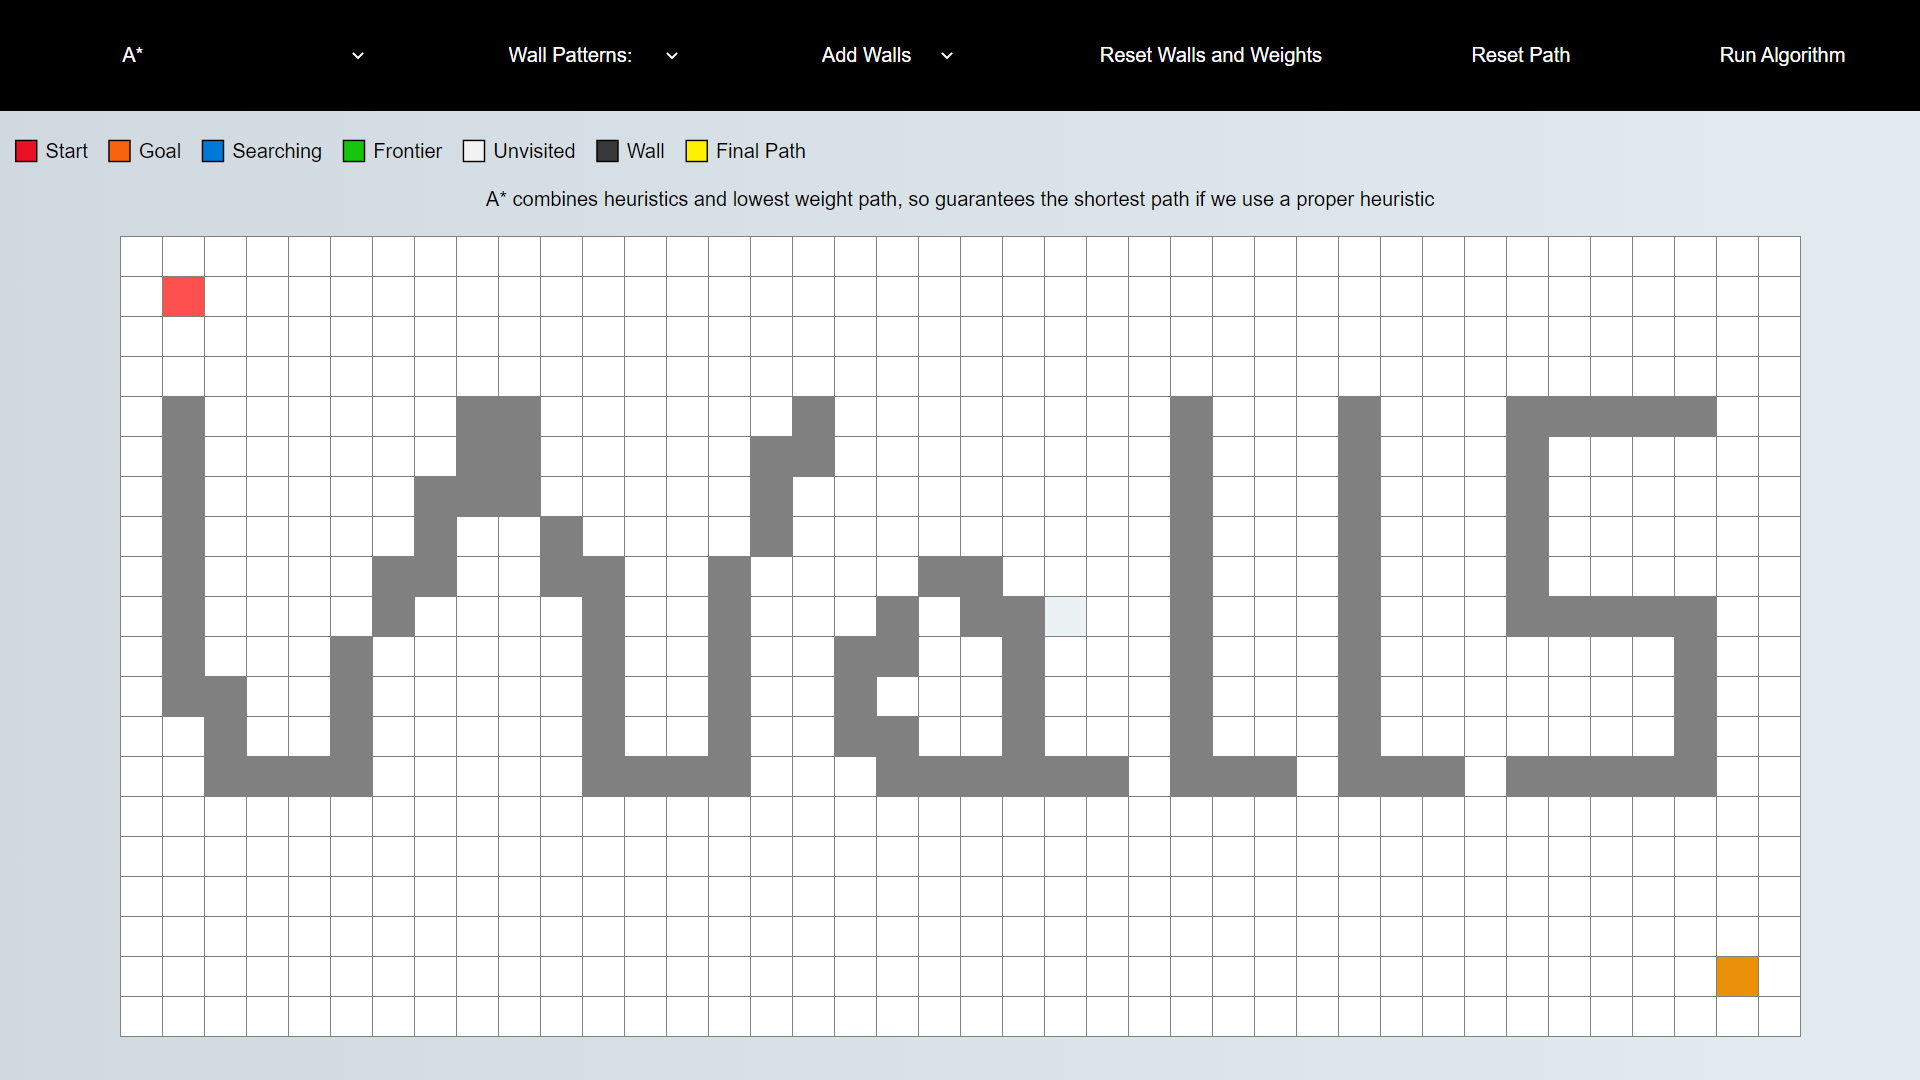 A* Wall Patterns: Add Walls Reset Walls and Weights Reset Path Run Algorithm
Start Goal Searching Frontier Unvisited Wall Final Path
A* combines heuristics and lowest weight path, so guarantees the shortest path if we use a proper heuristic
WaLLS